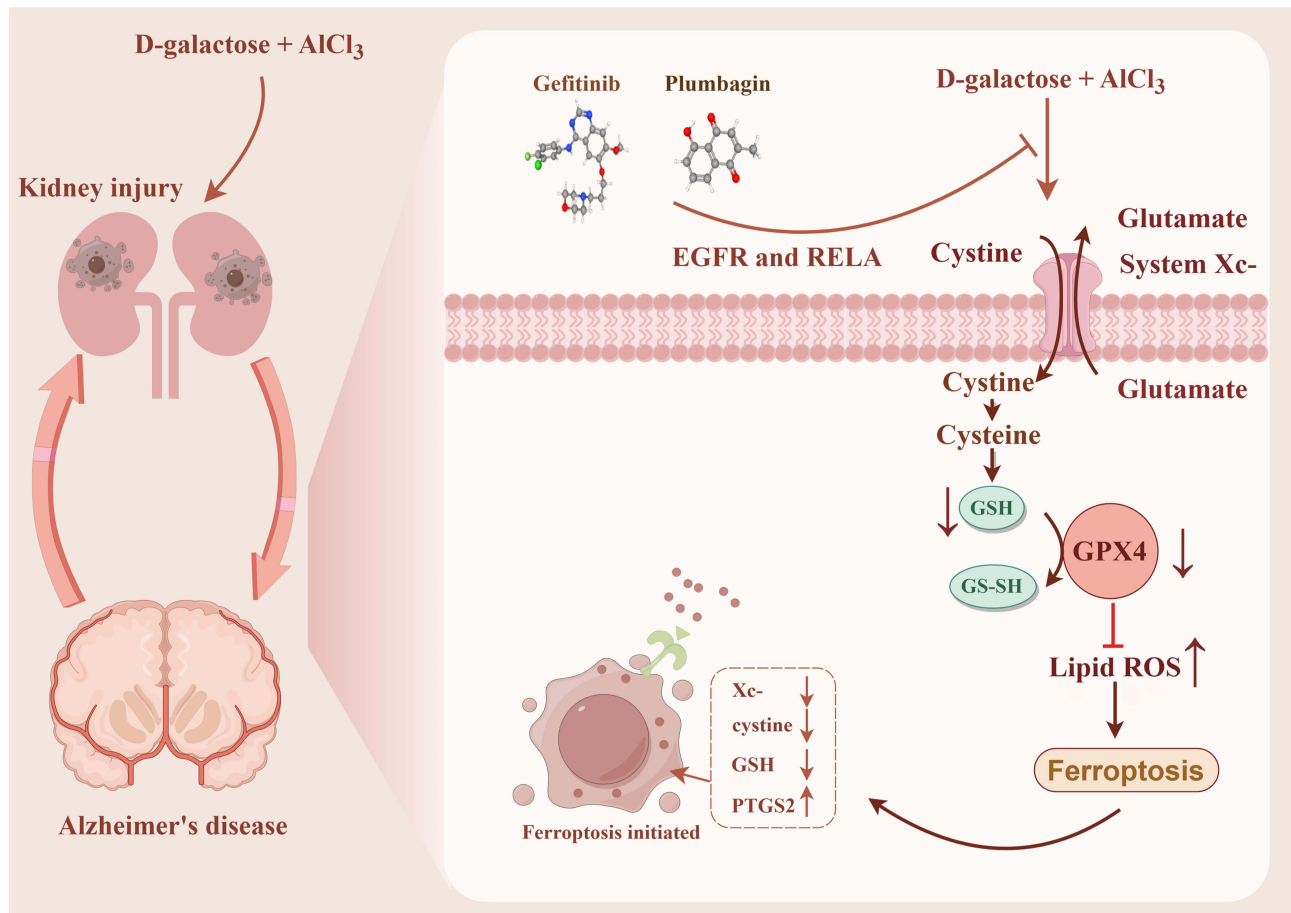 D-galactose + AlCl3
Kidney injury
Alzheimer's disease
Gefitinib
Plumbagin
D-galactose + AlCl3
EGFR and RELA
Cystine
Glutamate
System Xc-
Cystine
Glutamate
Cysteine
GSH
GPX4
GS-SH
Lipid ROS
Ferroptosis
Xc-
cystine
GSH
PTGS2
Ferroptosis initiated